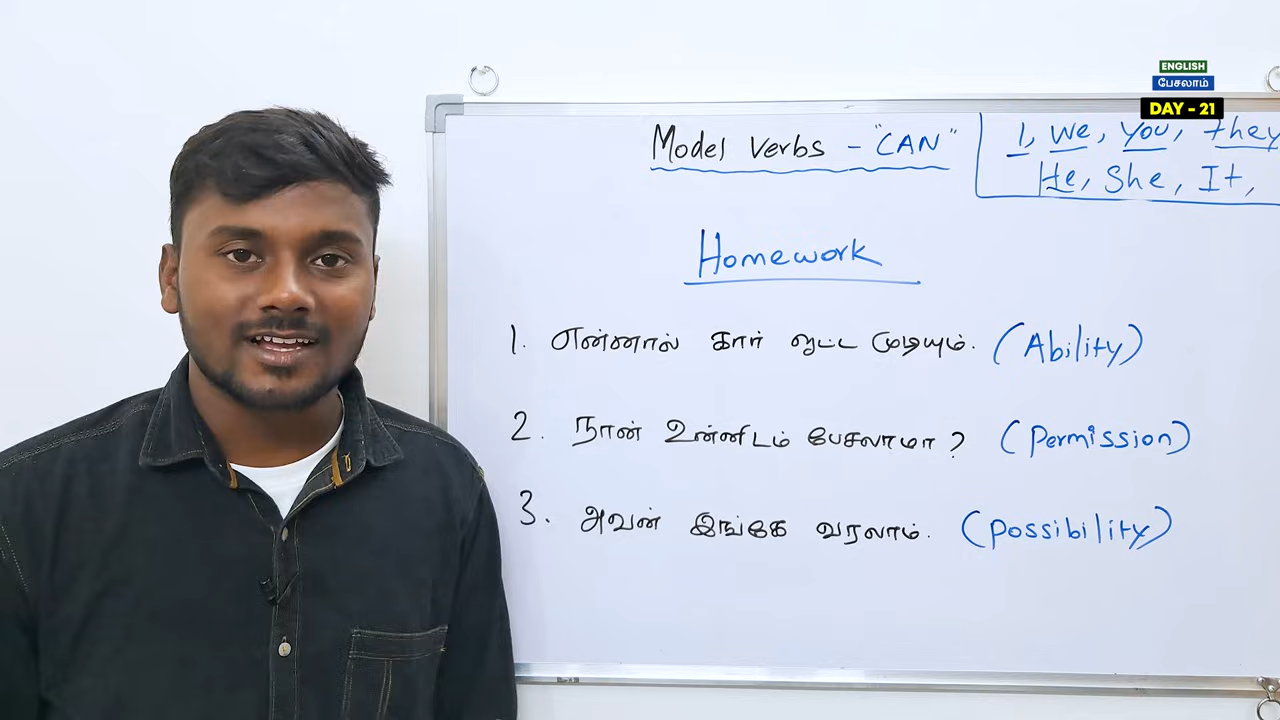 ENGLISH
பேசலாம்
DAY - 21
Model Verbs - "CAN"
I, We, You, They
He, She, It,
Homework
1. என்னால் கார் ஓட்ட முடியும். (Ability)
2. நான் உன்னிடம் பேசலாமா? (Permission)
3. அவன் இங்கே வரலாம். (Possibility)